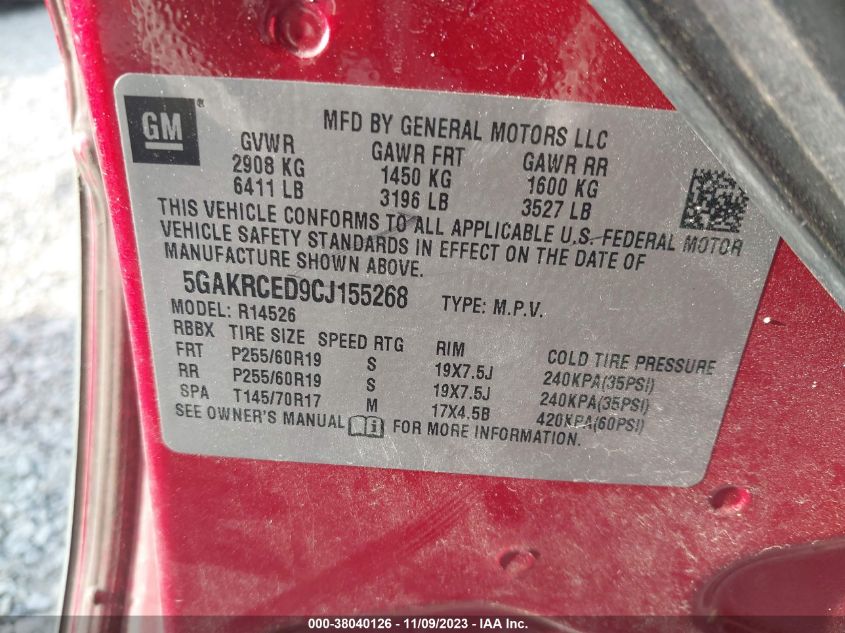 GM®
MFD BY GENERAL MOTORS LLC
GVWR GAWR FRT GAWR RR
2908 KG 1450 KG 1600 KG
6411 LB 3196 LB 3527 LB
THIS VEHICLE CONFORMS TO ALL APPLICABLE U.S. FEDERAL MOTOR
VEHICLE SAFETY STANDARDS IN EFFECT ON THE DATE OF
MANUFACTURE SHOWN ABOVE.
5GAKRCED9CJ155268 TYPE: M.P.V.
MODEL: R14526
RBBX TIRE SIZE SPEED RTG RIM COLD TIRE PRESSURE
FRT P255/60R19 S 19X7.5J 240KPA(35PSI)
RR P255/60R19 S 19X7.5J 240KPA(35PSI)
SPA T145/70R17 M 17X4.5B 420KPA(60PSI)
SEE OWNER'S MANUAL i FOR MORE INFORMATION.
000-38040126 - 11/09/2023 - IAAI.com